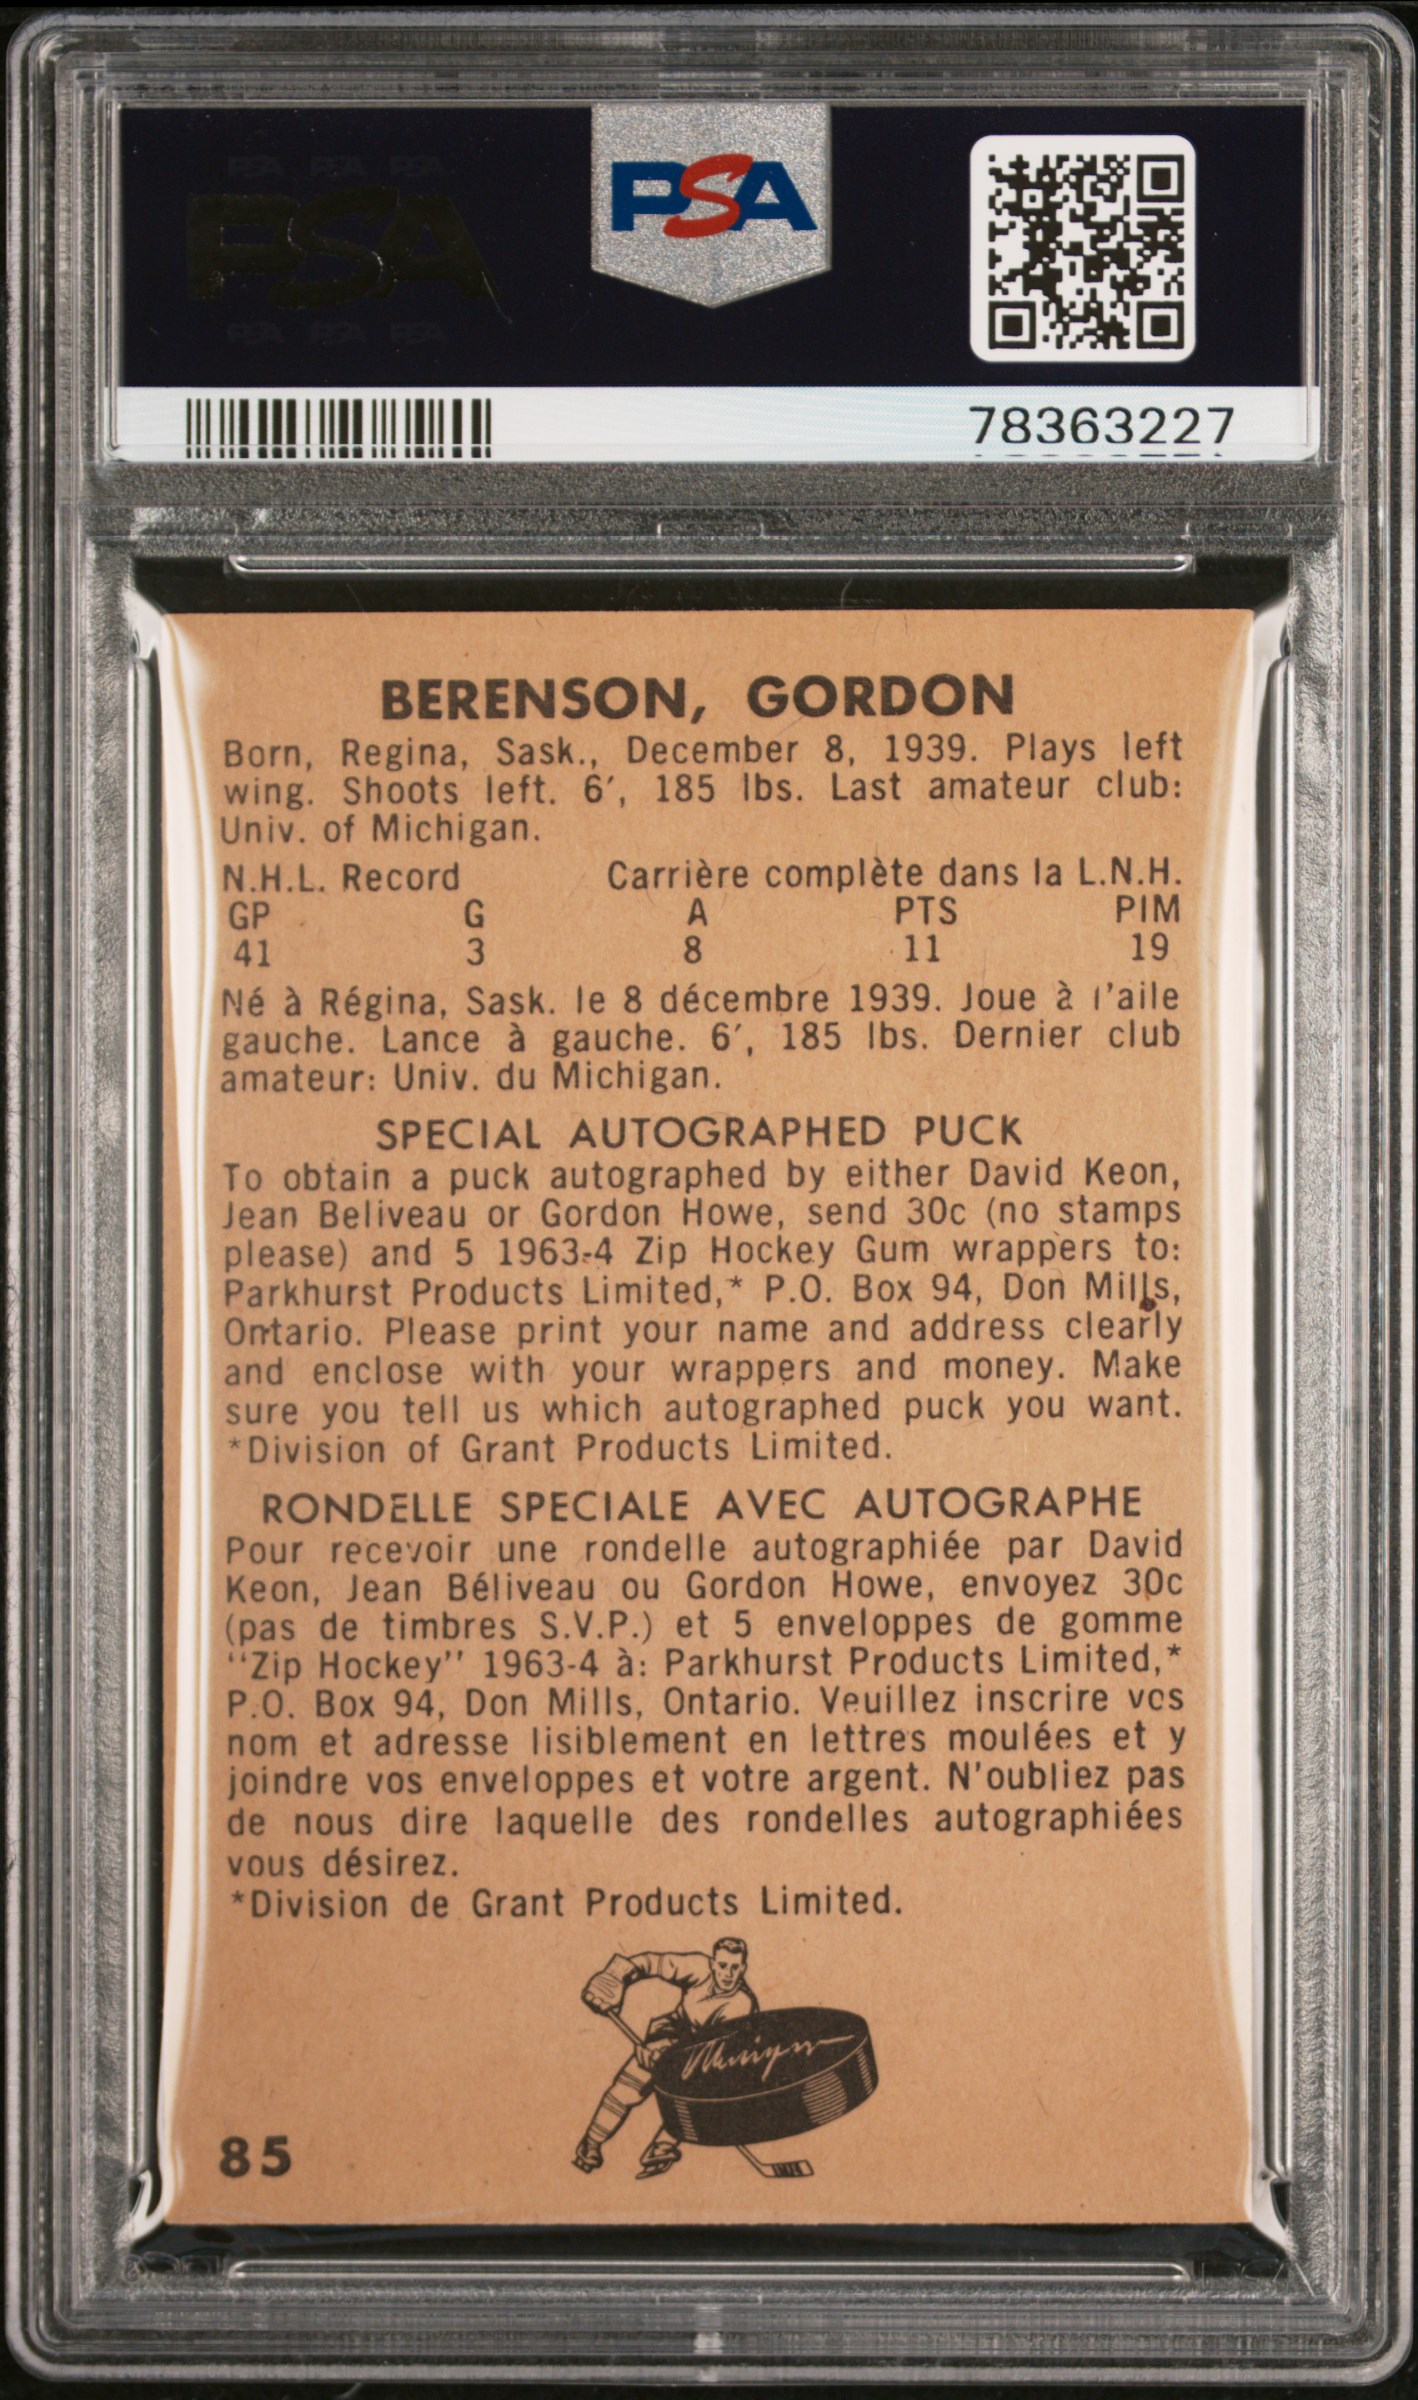 PSA PSA PSA
PSA
PSA PSA PSA
PSA
78363227
BERENSON, GORDON
Born, Regina, Sask., December 8, 1939. Plays left
wing. Shoots left. 6′, 185 lbs. Last amateur club:
Univ. of Michigan.
N.H.L. Record Carrière complète dans la L.N.H.
GP G A PTS PIM
41 3 8 11 19
Né à Régina, Sask. le 8 décembre 1939. Joue à l'aile
gauche. Lance à gauche. 6′, 185 lbs. Dernier club
amateur: Univ. du Michigan.
SPECIAL AUTOGRAPHED PUCK
To obtain a puck autographed by either David Keon,
Jean Beliveau or Gordon Howe, send 30c (no stamps
please) and 5 1963-4 Zip Hockey Gum wrappers to:
Parkhurst Products Limited,* P.O. Box 94, Don Mills,
Ontario. Please print your name and address clearly
and enclose with your wrappers and money. Make
sure you tell us which autographed puck you want.
*Division of Grant Products Limited.
RONDELLE SPECIALE AVEC AUTOGRAPHE
Pour recevoir une rondelle autographiée par David
Keon, Jean Béliveau ou Gordon Howe, envoyez 30c
(pas de timbres S.V.P.) et 5 enveloppes de gomme
"Zip Hockey" 1963-4 à: Parkhurst Products Limited,*
P.O. Box 94, Don Mills, Ontario. Veuillez inscrire vos
nom et adresse lisiblement en lettres moulées et y
joindre vos enveloppes et votre argent. N'oubliez pas
de nous dire laquelle des rondelles autographiées
vous désirez.
*Division de Grant Products Limited.
85